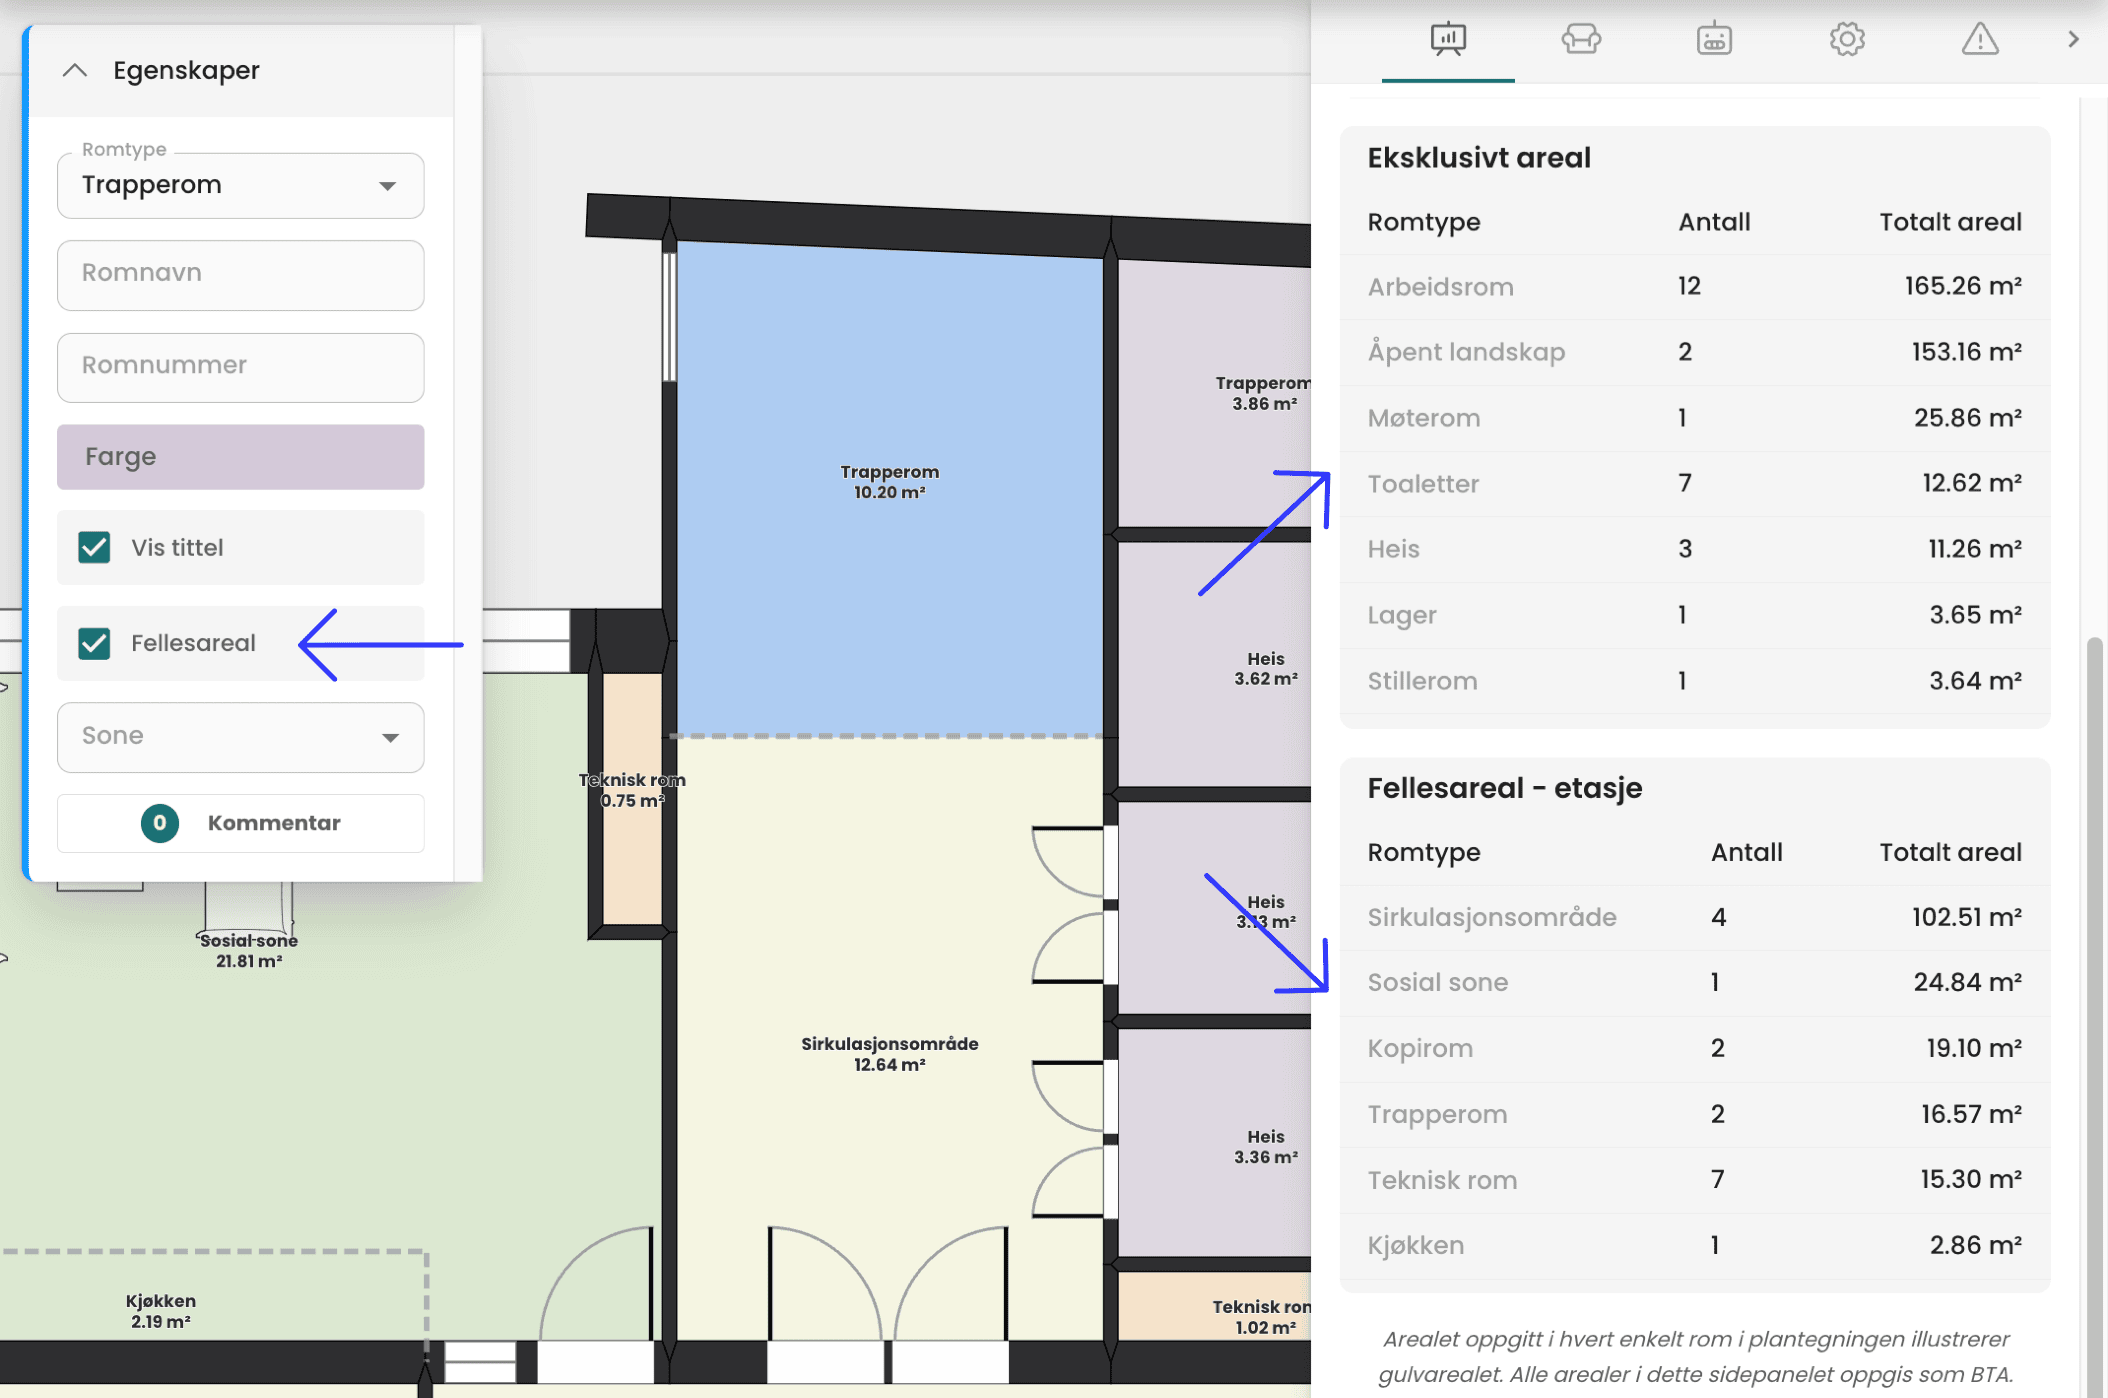 Egenskaper
Romtype
Trapperom
Romnavn
Romnummer
Farge
Vis tittel
Fellesareal
Sone
0 Kommentar
Trapperom
10.20 m²
Trapperom
3.86 m²
Heis
3.62 m²
Teknisk rom
0.75 m²
Heis
3.13 m²
Sosial sone
21.81 m²
Sirkulasjonsområde
12.64 m²
Heis
3.36 m²
Kjøkken
2.19 m²
Teknisk rom
1.02 m²
Eksklusivt areal
Romtype Antall Totalt areal
Arbeidsrom 12 165.26 m²
Åpent landskap 2 153.16 m²
Møterom 1 25.86 m²
Toaletter 7 12.62 m²
Heis 3 11.26 m²
Lager 1 3.65 m²
Stillerom 1 3.64 m²
Fellesareal - etasje
Romtype Antall Totalt areal
Sirkulasjonsområde 4 102.51 m²
Sosial sone 1 24.84 m²
Kopirom 2 19.10 m²
Trapperom 2 16.57 m²
Teknisk rom 7 15.30 m²
Kjøkken 1 2.86 m²
Arealet oppgitt i hvert enkelt rom i plantegningen illustrerer
gulvarealet. Alle arealer i dette sidepanelet oppgis som BTA.